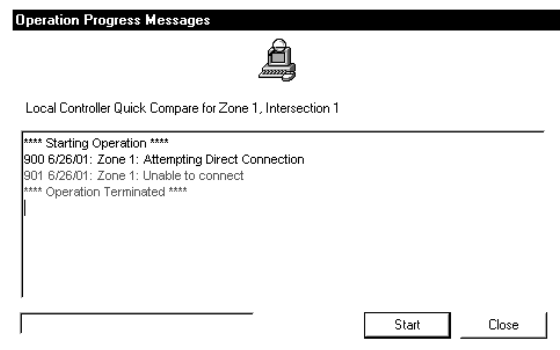 Operation Progress Messages
Local Controller Quick Compare for Zone 1, Intersection 1
**** Starting Operation ****
900 6/26/01: Zone 1: Attempting Direct Connection
901 6/26/01: Zone 1: Unable to connect
**** Operation Terminated ****
Start
Close